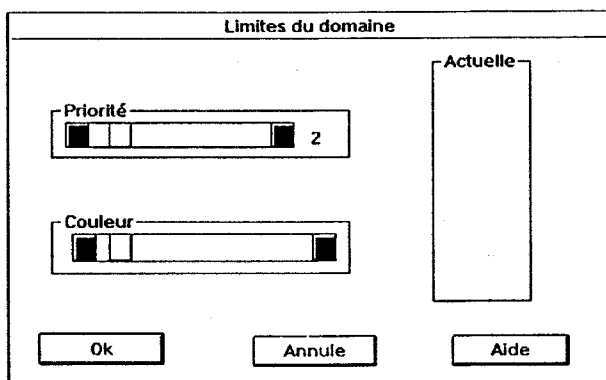 Limites du domaine
Actuelle
Priorité
2
Couleur
Ok
Annule
Aide